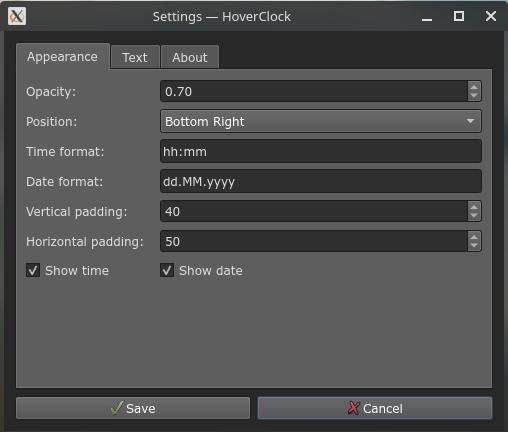 Settings — HoverClock
Appearance Text About
Opacity: 0.70
Position: Bottom Right
Time format: hh:mm
Date format: dd.MM.yyyy
Vertical padding: 40
Horizontal padding: 50
Show time Show date
Save Cancel